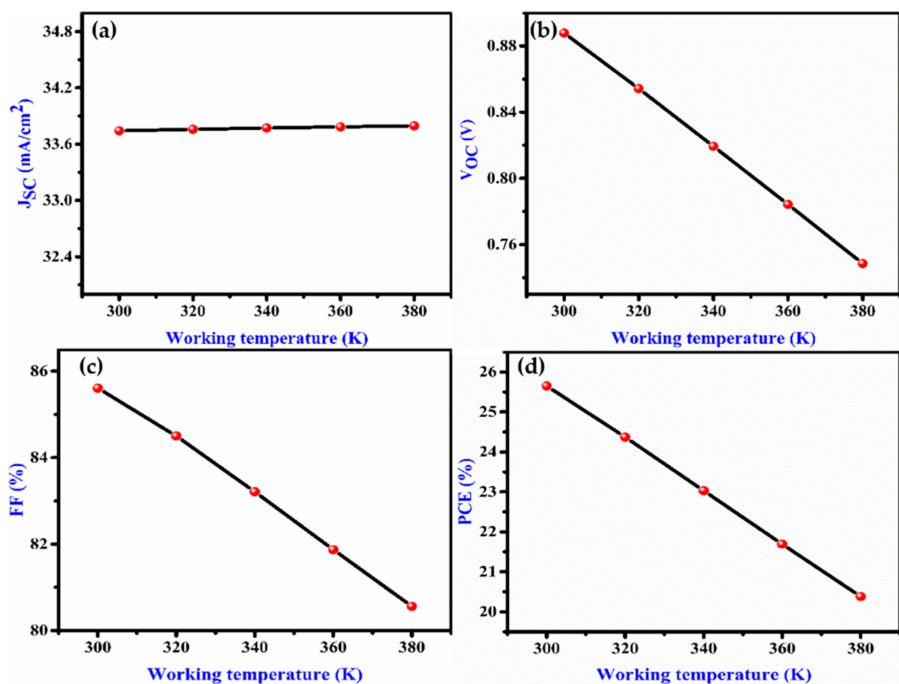 (a)
34.8
34.2
33.6
33.0
32.4
J_SC (mA/cm²)
300 320 340 360 380
Working temperature (K)
(b)
0.88
0.84
0.80
0.76
V_OC (V)
300 320 340 360 380
Working temperature (K)
(c)
86
84
82
80
FF (%)
300 320 340 360 380
Working temperature (K)
(d)
26
25
24
23
22
21
20
PCE (%)
300 320 340 360 380
Working temperature (K)